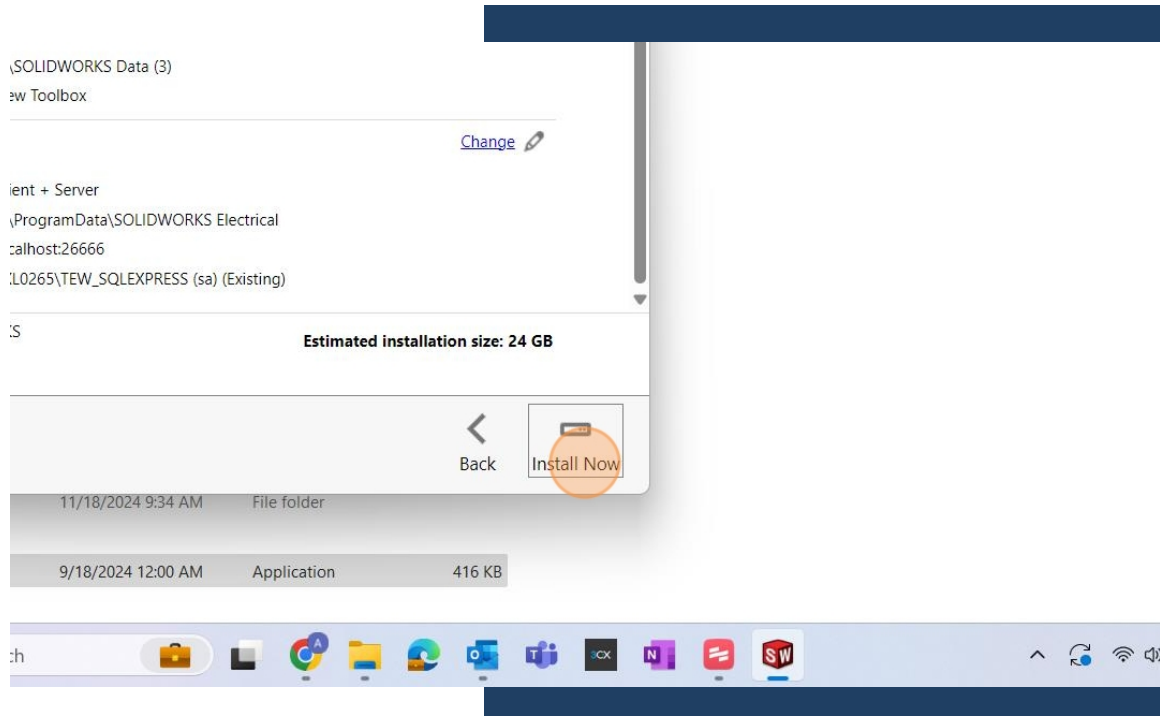 \SOLIDWORKS Data (3)
ew Toolbox
Change
ient + Server
\ProgramData\SOLIDWORKS Electrical
calhost:26666
L0265\TEW_SQLEXPRESS (sa) (Existing)
S
Estimated installation size: 24 GB
Back
Install Now
11/18/2024 9:34 AM File folder
9/18/2024 12:00 AM Application 416 KB
ch
A
O
T
3CX
N
SW